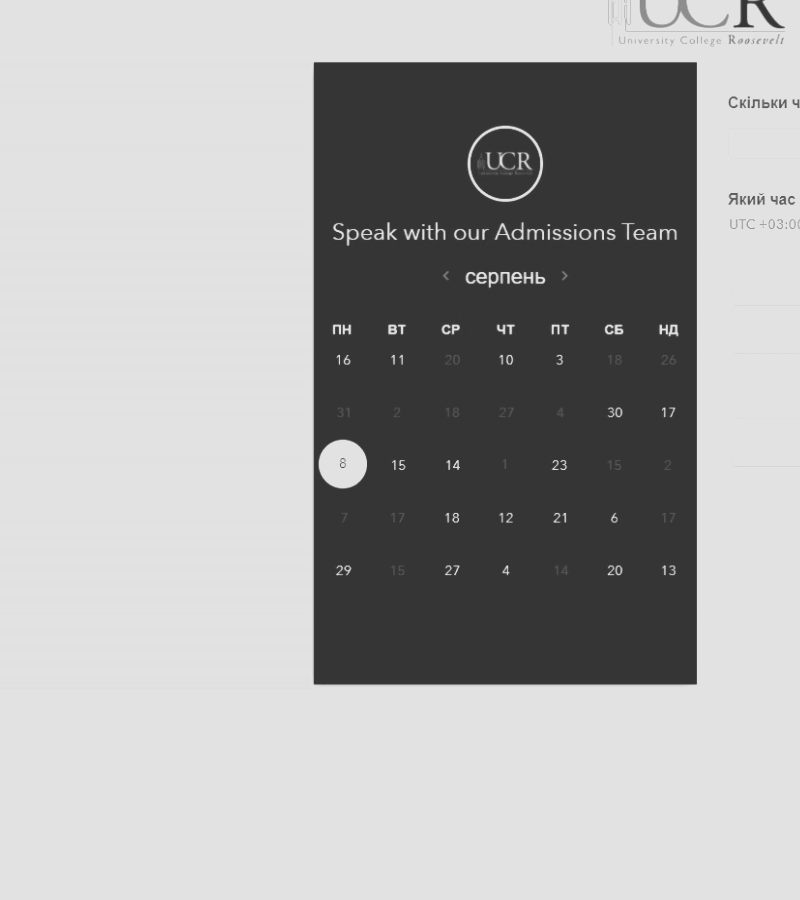 UCR
University College Roosevelt
UCR
Speak with our Admissions Team
серпень
ПН ВТ СР ЧТ ПТ СБ НД
16 11 20 10 3 18 26
31 2 18 27 4 30 17
8 15 14 1 23 15 2
7 17 18 12 21 6 17
29 15 27 4 14 20 13
Скільки ч
Який час
UTC +03:00